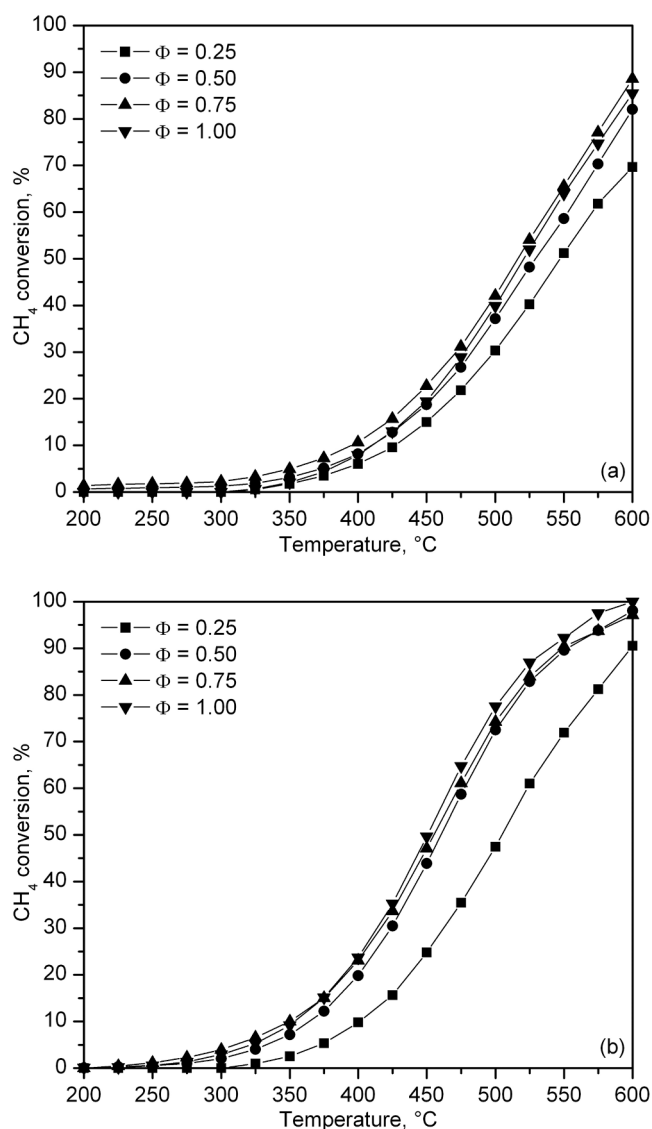 100
90
80
70
60
50
40
30
20
10
0
CH₄ conversion, %
Φ = 0.25
Φ = 0.50
Φ = 0.75
Φ = 1.00
(a)
200 250 300 350 400 450 500 550 600
Temperature, °C
100
90
80
70
60
50
40
30
20
10
0
CH₄ conversion, %
Φ = 0.25
Φ = 0.50
Φ = 0.75
Φ = 1.00
(b)
200 250 300 350 400 450 500 550 600
Temperature, °C